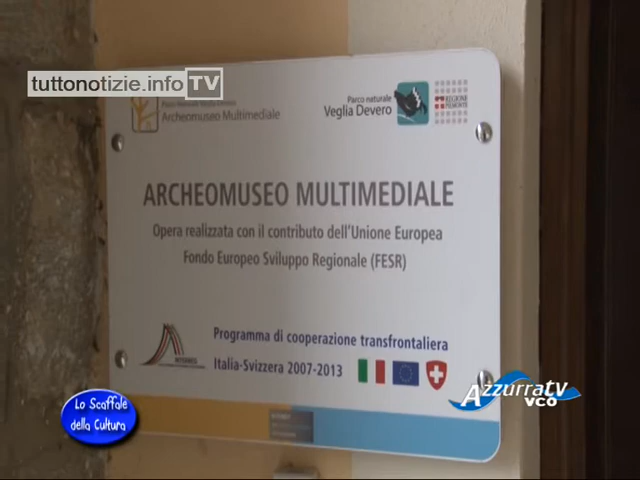 tuttonotizie.info TV
Archeomuseo Multimediale
Parco naturale
Veglia Devero
REGIONE
PIEMONTE
ARCHEOMUSEO MULTIMEDIALE
Opera realizzata con il contributo dell'Unione Europea
Fondo Europeo Sviluppo Regionale (FESR)
Programma di cooperazione transfrontaliera
Italia-Svizzera 2007-2013
Lo Scaffale
della Cultura
Azzurratv
VCO